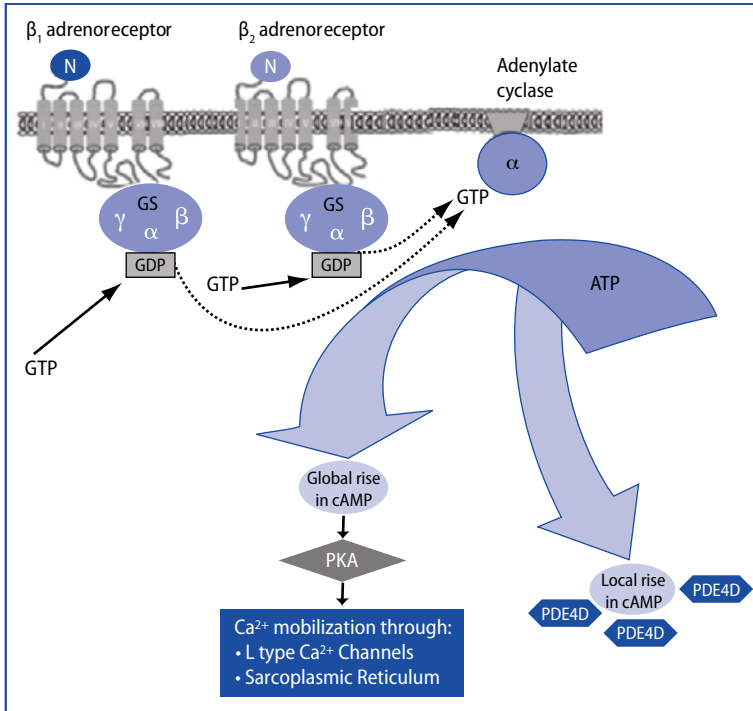 β₁ adrenoreceptor
β₂ adrenoreceptor
N
N
Adenylate
cyclase
α
GS
γ α β
GDP
GS
γ α β
GDP
GTP
GTP
GTP
ATP
Global rise
in cAMP
PKA
Ca²⁺ mobilization through:
• L type Ca²⁺ Channels
• Sarcoplasmic Reticulum
Local rise
in cAMP
PDE4D
PDE4D
PDE4D